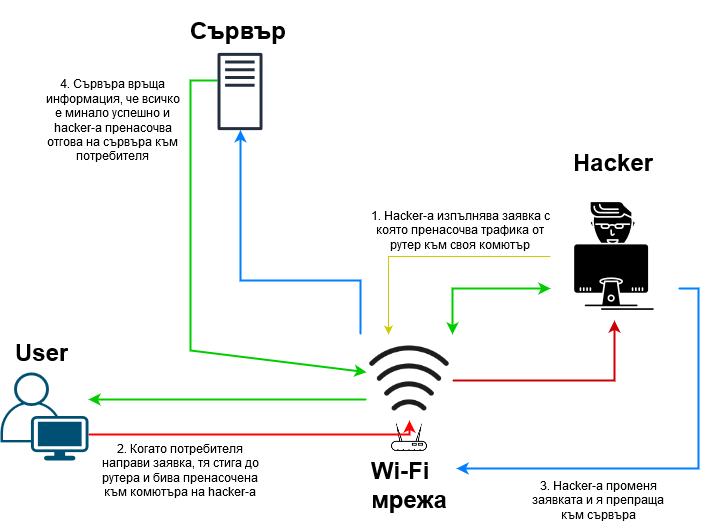 Сървър
4. Сървъра връща
информация, че всичко
е минало успешно и
hacker-а пренасочва
отгова на сървъра към
потребителя
Hacker
1. Hacker-а изпълнява заявка с
която пренасочва трафика от
рутер към своя комютър
User
2. Когато потребителя
направи заявка, тя стига до
рутера и бива пренасочена
към комютъра на hacker-а
Wi-Fi
мрежа
3. Hacker-а променя
заявката и я препраща
към сървъра